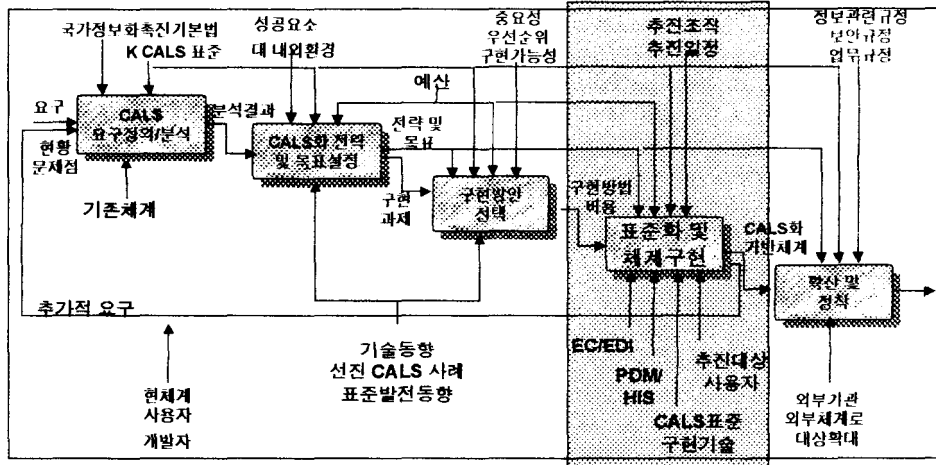 국가정보화촉진기본법
K CALS 표준
성공요소
대 내외환경
중요성
우선순위
구현가능성
추진조직
추진일정
정보관련규정
보안규정
업무규정
예산
요구
CALS
요구정의/분석
분석결과
현황
문제점
기존체계
CALS화 전략
및 목표설정
전략 및
목표
구현
과제
구현방안
선택
구현방법
비용
표준화 및
체계구현
CALS화
기반체계
확산 및
정착
추가적 요구
현체계
사용자
개발자
기술동향
선진 CALS 사례
표준발전동향
EC/EDI
PDM/
HIS
CALS표준
구현기술
추진대상
사용자
외부기관
외부체계로
대상확대